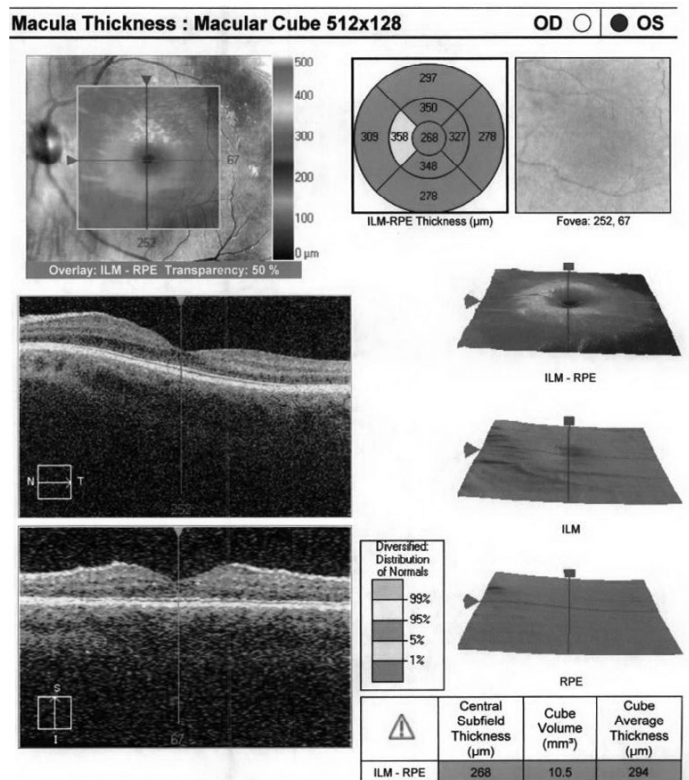 Macula Thickness : Macular Cube 512x128
OD OS
500
400
300
200
100
0 µm
67
252
Overlay: ILM - RPE Transparency: 50 %
297
350
309 358 268 327 278
348
278
ILM-RPE Thickness (µm)
Fovea: 252, 67
ILM - RPE
N T
252
ILM
S
I
67
Diversified:
Distribution
of Normals
99%
95%
5%
1%
RPE
Central Subfield Thickness (µm)
Cube Volume (mm³)
Cube Average Thickness (µm)
ILM - RPE 268 10.5 294